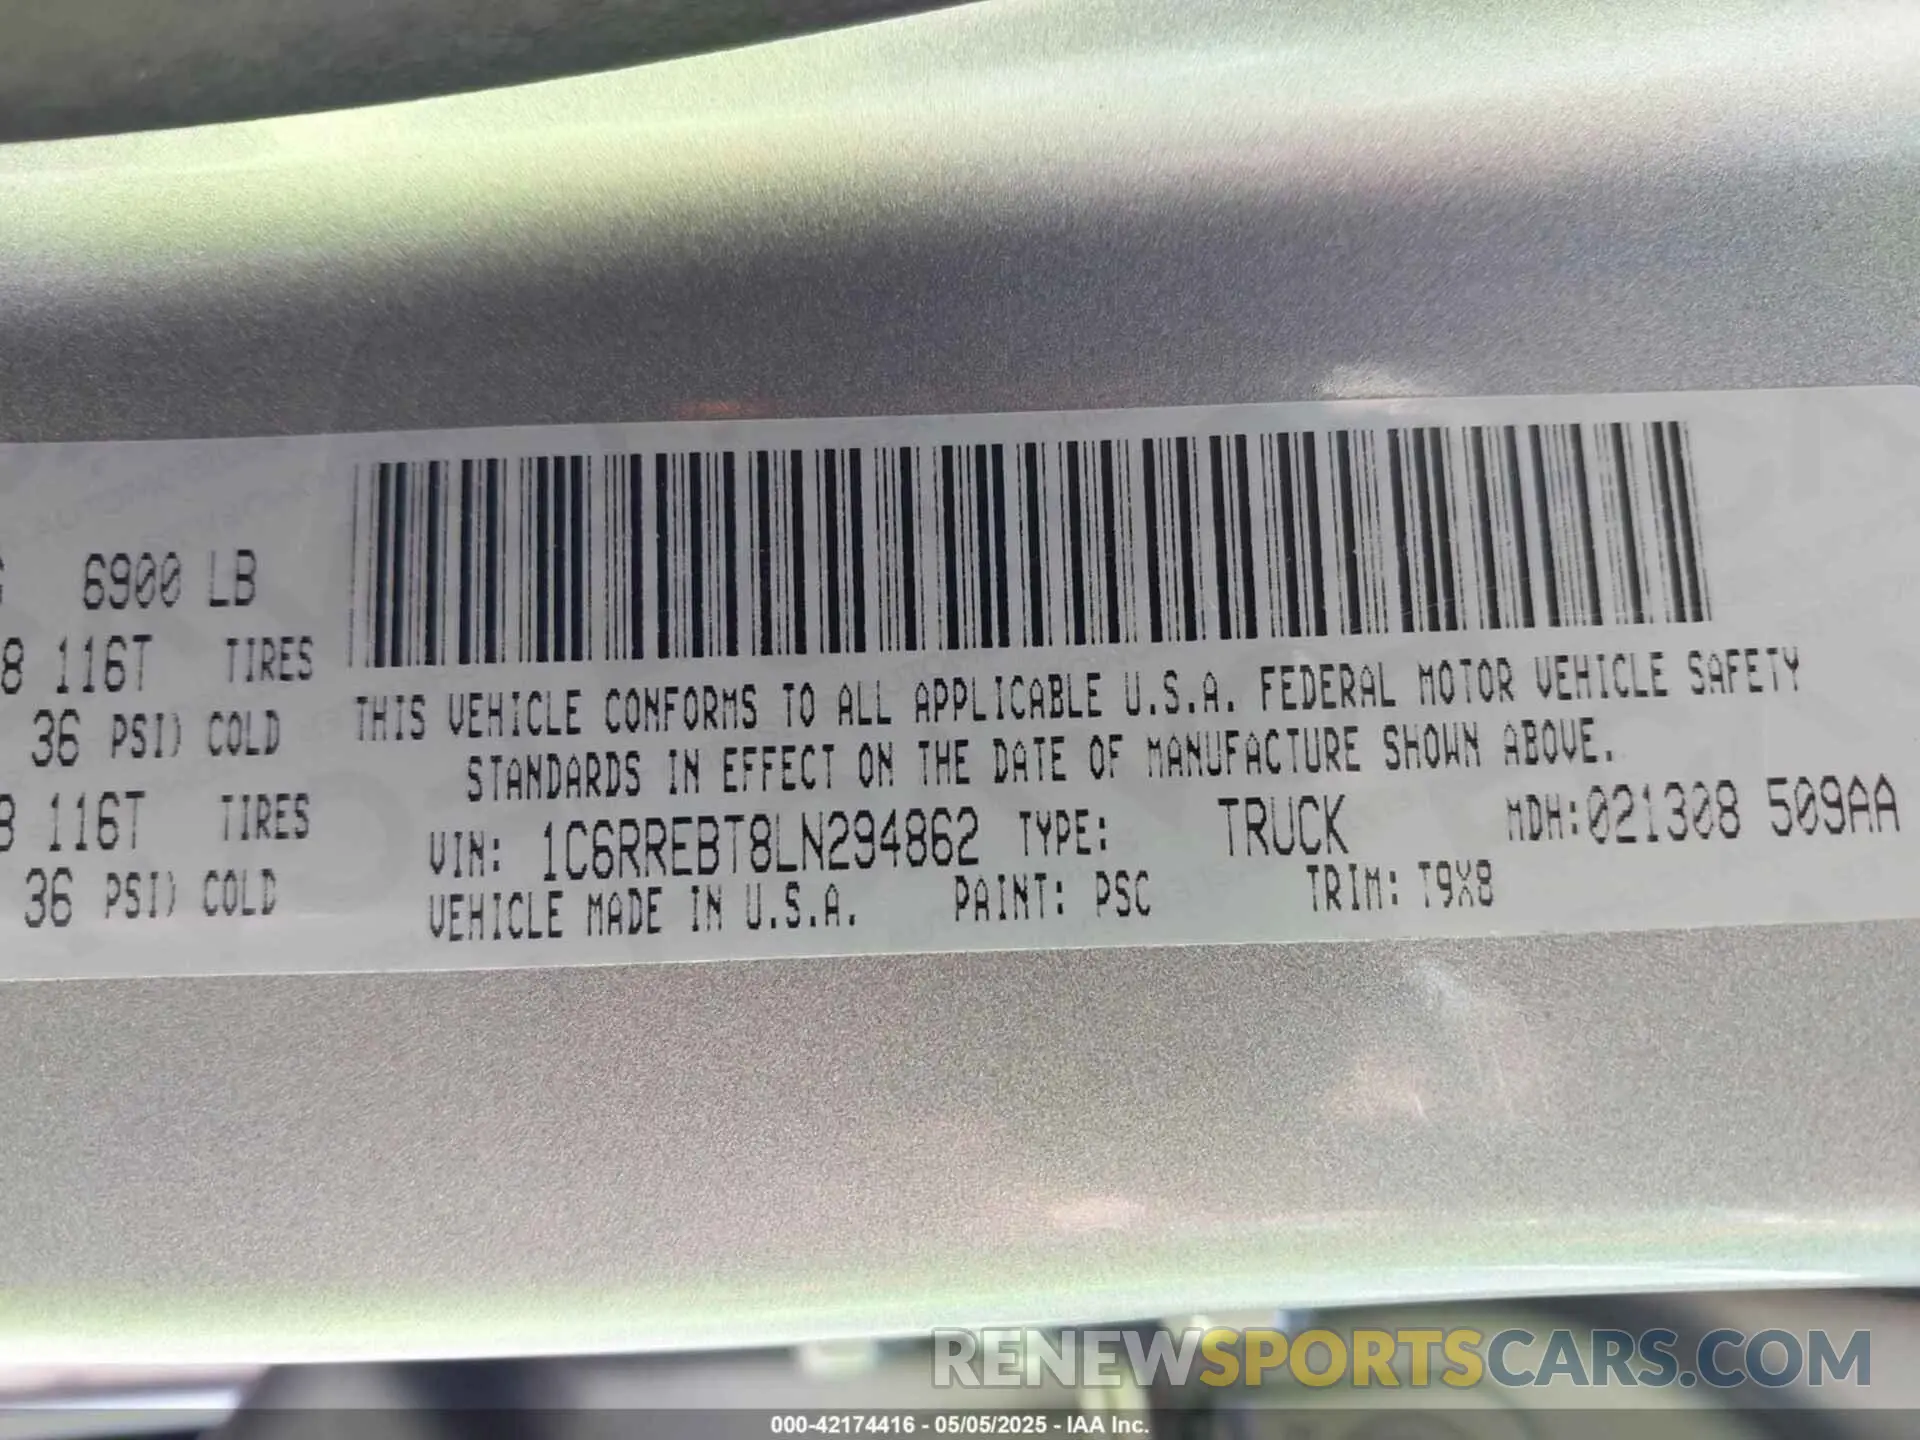 6900 LB
8 116T TIRES
36 PSI) COLD
116T TIRES
36 PSI) COLD
THIS VEHICLE CONFORMS TO ALL APPLICABLE U.S.A. FEDERAL MOTOR VEHICLE SAFETY
STANDARDS IN EFFECT ON THE DATE OF MANUFACTURE SHOWN ABOVE.
VIN: 1C6RREBT8LN294862 TYPE: TRUCK MDH:021308 509AA
VEHICLE MADE IN U.S.A. PAINT: PSC TRIM: T9X8
RENEWSPORTSCARS.COM
000-42174416 - 05/05/2025 - IAA Inc.